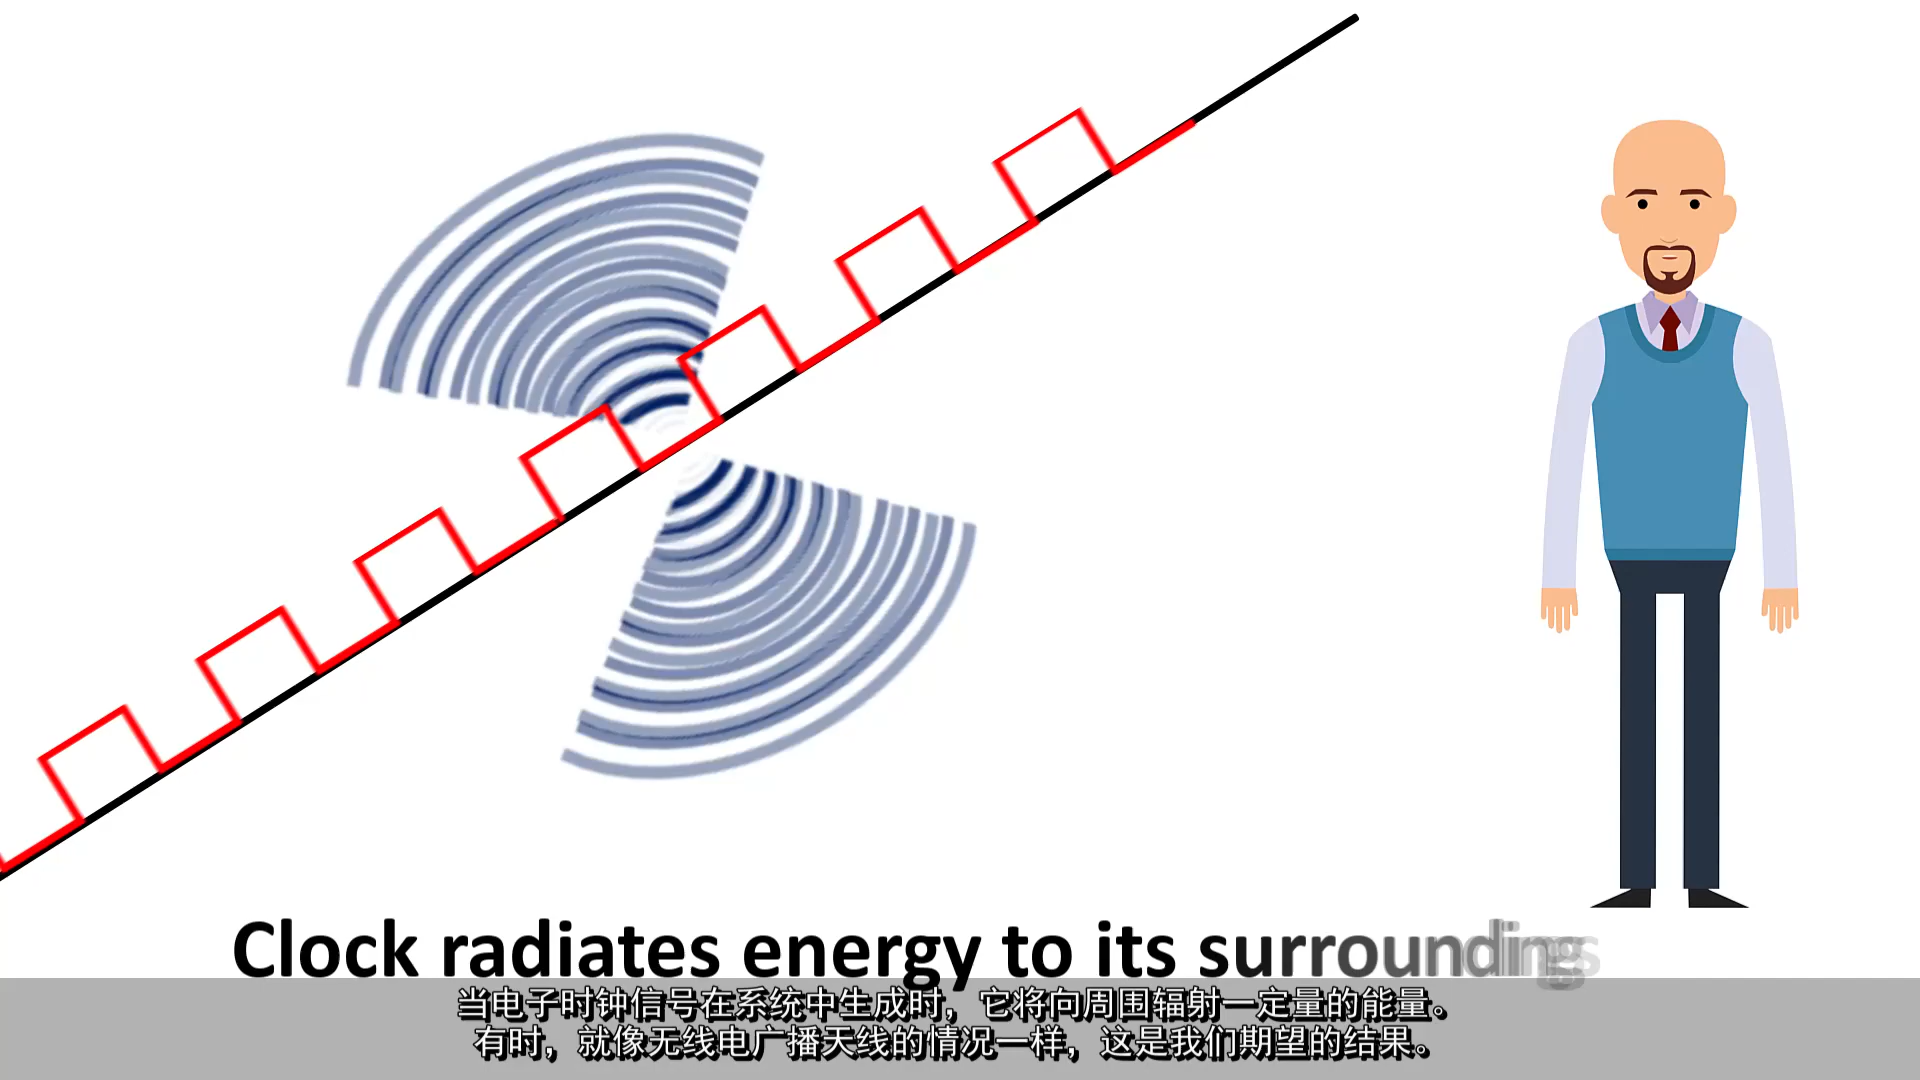 Clock radiates energy to its surroundings
当电子时钟信号在系统中生成时，它将向周围辐射一定量的能量。
有时，就像无线电广播天线的情况一样，这是我们期望的结果。